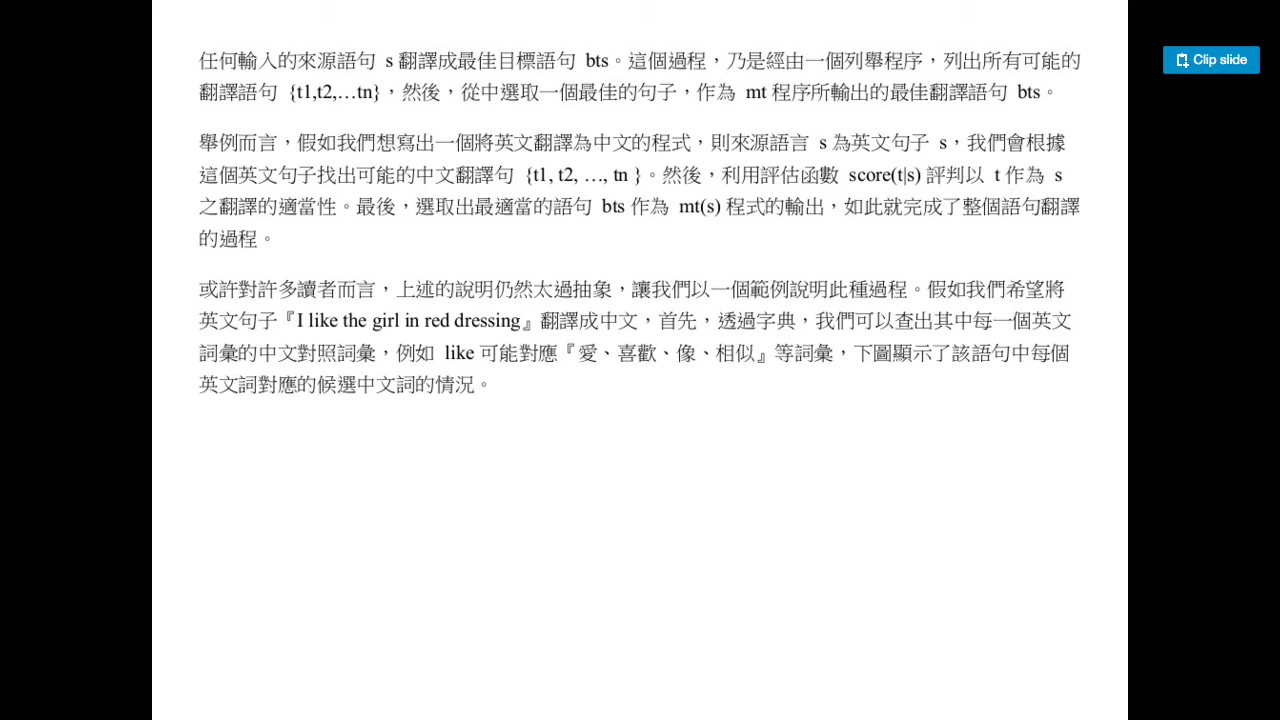 任何輸入的來源語句 s 翻譯成最佳目標語句 bts。這個過程，乃是經由一個列舉程序，列出所有可能的
翻譯語句 {t1,t2,…tn}，然後，從中選取一個最佳的句子，作為 mt 程序所輸出的最佳翻譯語句 bts。
舉例而言，假如我們想寫出一個將英文翻譯為中文的程式，則來源語言 s 為英文句子 s，我們會根據
這個英文句子找出可能的中文翻譯句 {t1, t2, …, tn }。然後，利用評估函數 score(t|s) 評判以 t 作為 s
之翻譯的適當性。最後，選取出最適當的語句 bts 作為 mt(s) 程式的輸出，如此就完成了整個語句翻譯
的過程。
或許對許多讀者而言，上述的說明仍然太過抽象，讓我們以一個範例說明此種過程。假如我們希望將
英文句子『I like the girl in red dressing』翻譯成中文，首先，透過字典，我們可以查出其中每一個英文
詞彙的中文對照詞彙，例如 like 可能對應『愛、喜歡、像、相似』等詞彙，下圖顯示了該語句中每個
英文詞對應的候選中文詞的情況。
Clip slide